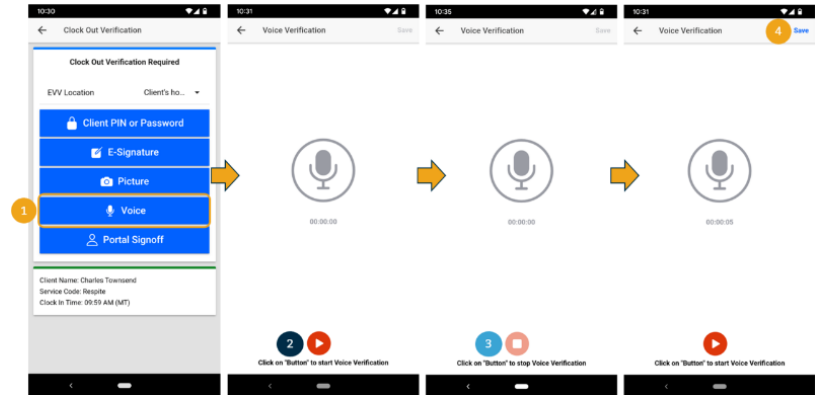 10:30
Clock Out Verification
Clock Out Verification Required
EVV Location Client's ho...
Client PIN or Password
E-Signature
Picture
1
Voice
Portal Signoff
Client Name: Charles Townsend
Service Code: Respite
Clock In Time: 09:59 AM (MT)
10:31
Voice Verification Save
00:00:00
2
Click on "Button" to start Voice Verification
10:35
Voice Verification Save
00:00:00
3
Click on "Button" to stop Voice Verification
10:31
Voice Verification 4 Save
00:00:05
Click on "Button" to start Voice Verification